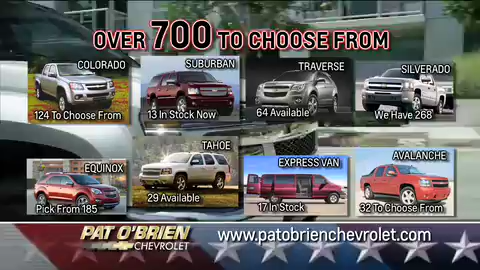 OVER 700 TO CHOOSE FROM
COLORADO
124 To Choose From
SUBURBAN
13 In Stock Now
TRAVERSE
64 Available
SILVERADO
We Have 268
EQUINOX
Pick From 185
TAHOE
29 Available
EXPRESS VAN
17 In Stock
AVALANCHE
32 To Choose From
PAT O'BRIEN
CHEVROLET
www.patobrienchevrolet.com